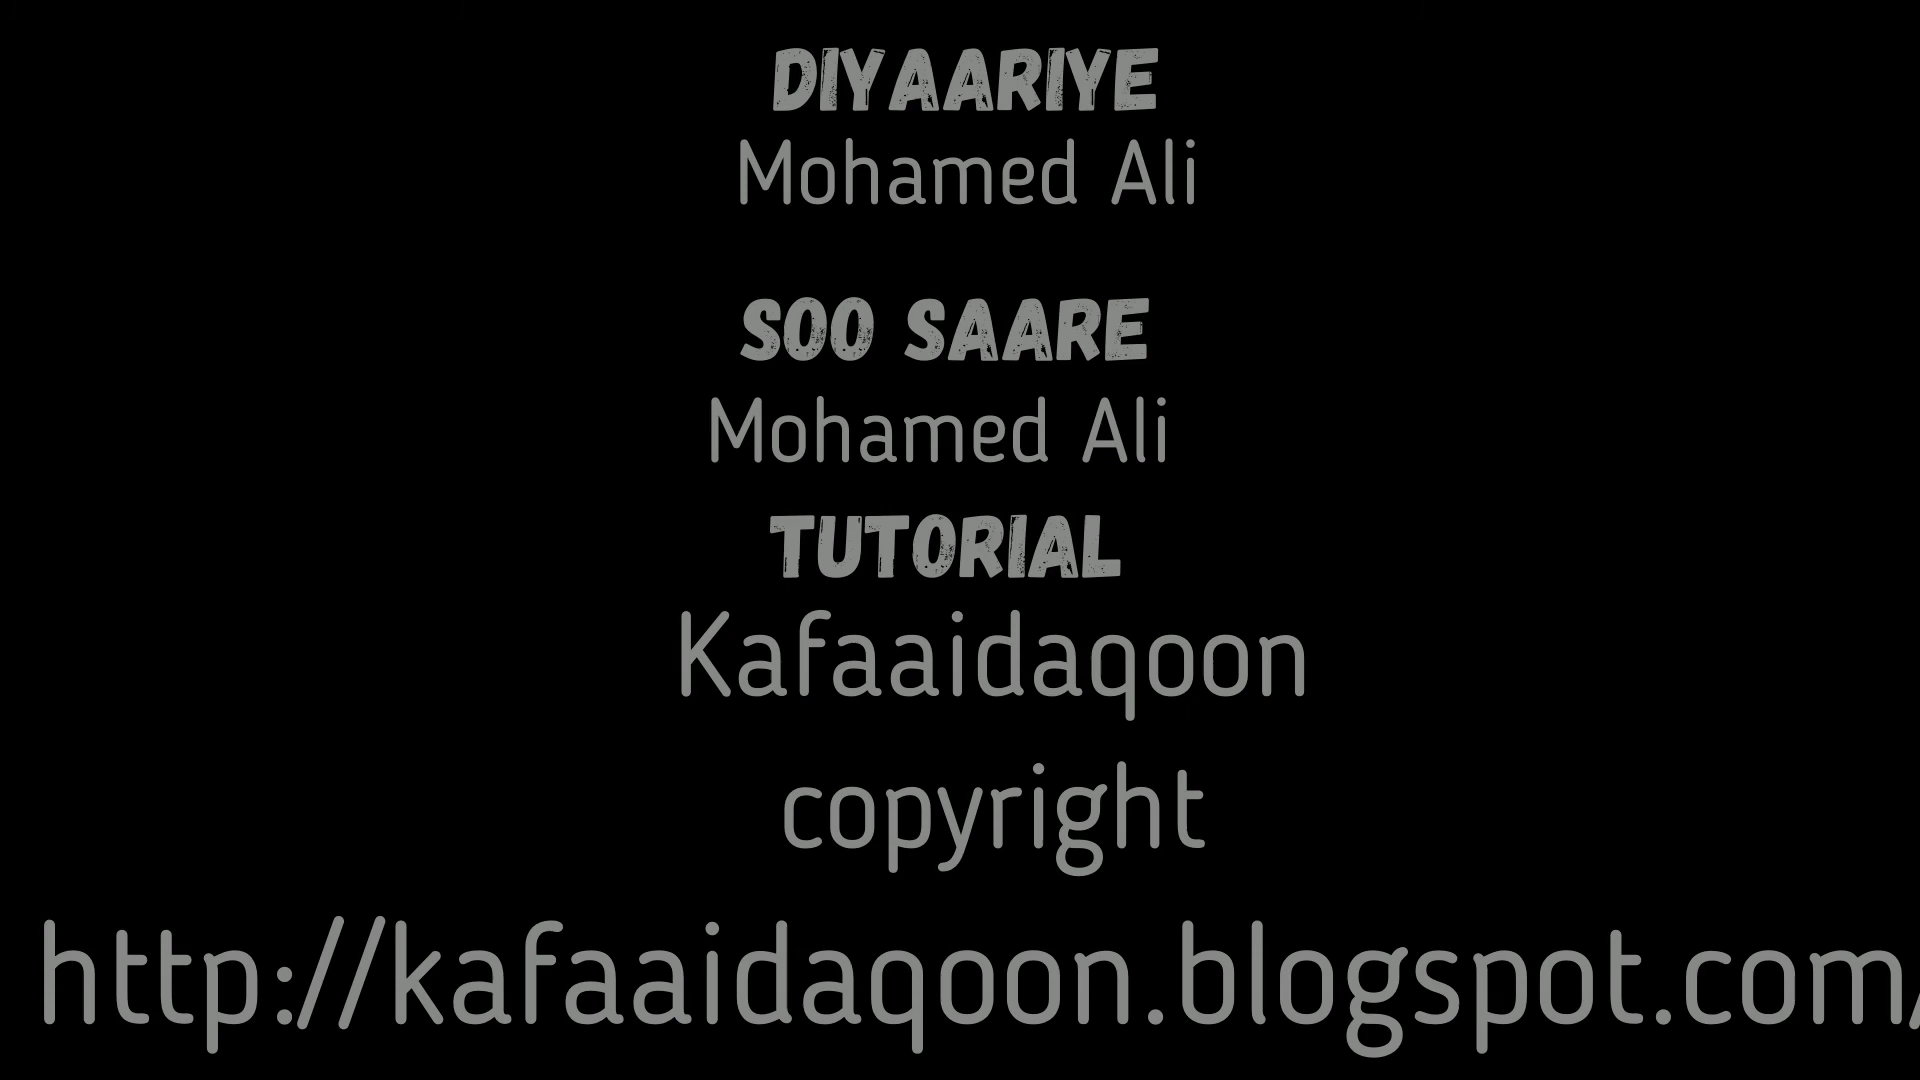 DIYAARIYE
Mohamed Ali
SOO SAARE
Mohamed Ali
TUTORIAL
Kafaaidaqoon
copyright
http://kafaaidaqoon.blogspot.com/